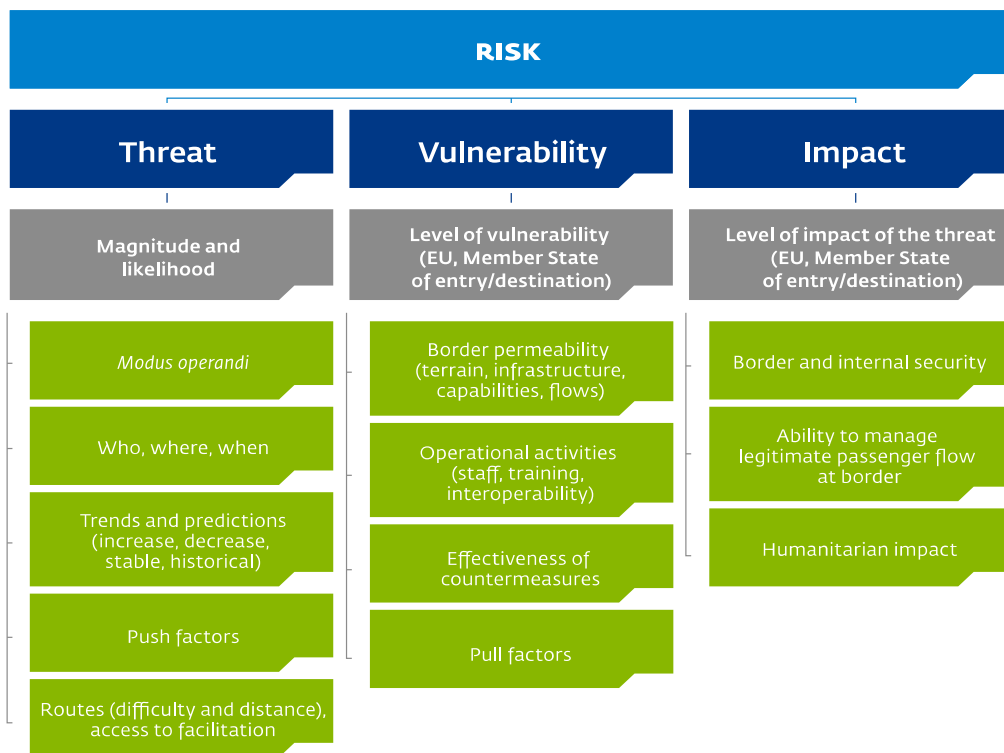 RISK
Threat
Vulnerability
Impact
Magnitude and
likelihood
Level of vulnerability
(EU, Member State
of entry/destination)
Level of impact of the threat
(EU, Member State
of entry/destination)
Modus operandi
Who, where, when
Trends and predictions
(increase, decrease,
stable, historical)
Push factors
Routes (difficulty and distance),
access to facilitation
Border permeability
(terrain, infrastructure,
capabilities, flows)
Operational activities
(staff, training,
interoperability)
Effectiveness of
countermeasures
Pull factors
Border and internal security
Ability to manage
legitimate passenger flow
at border
Humanitarian impact